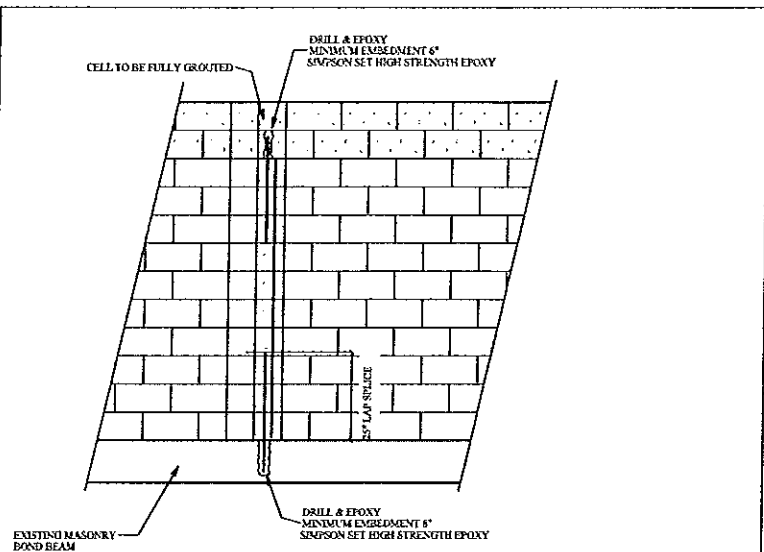 DRILL & EPOXY
MINIMUM EMBEDMENT 6"
SIMPSON SET HIGH STRENGTH EPOXY
CELL TO BE FULLY GROUTED
25" LAP SPLICE
DRILL & EPOXY
MINIMUM EMBEDMENT 6"
SIMPSON SET HIGH STRENGTH EPOXY
EXISTING MASONRY
BOND BEAM